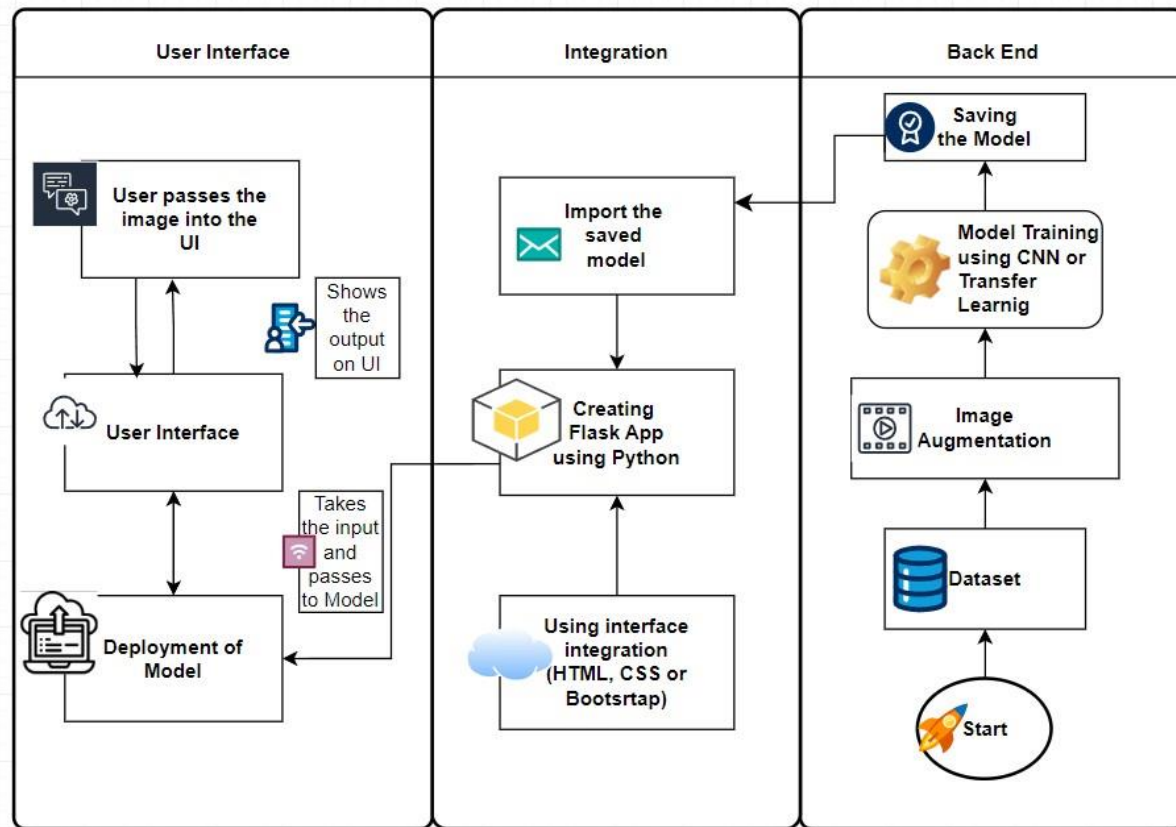 User Interface
Integration
Back End
User passes the
image into the
UI
Shows
the
output
on UI
User Interface
Takes
the input
and
passes
to Model
Deployment of
Model
Import the
saved
model
Creating
Flask App
using Python
Using interface
integration
(HTML, CSS or
Bootsrtap)
Saving
the Model
Model Training
using CNN or
Transfer
Learnig
Image
Augmentation
Dataset
Start